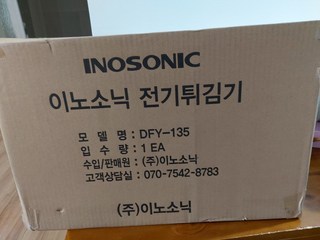 INOSONIC
이노소닉 전기튀김기
모 델 명 : DFY-135
입 수 량 : 1 EA
수입/판매원 : (주)이노소닉
고객상담실 : 070-7542-8783
(주)이노소닉